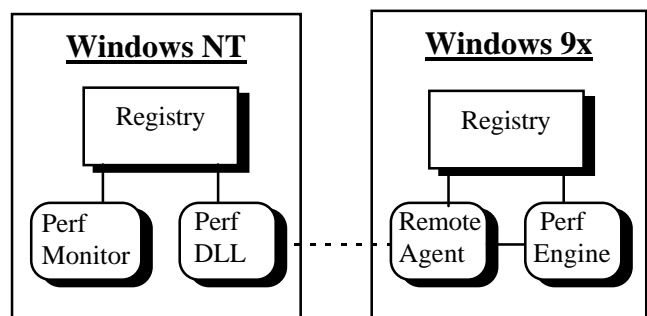 Windows NT
Registry
Perf
Monitor
Perf
DLL
Windows 9x
Registry
Remote
Agent
Perf
Engine